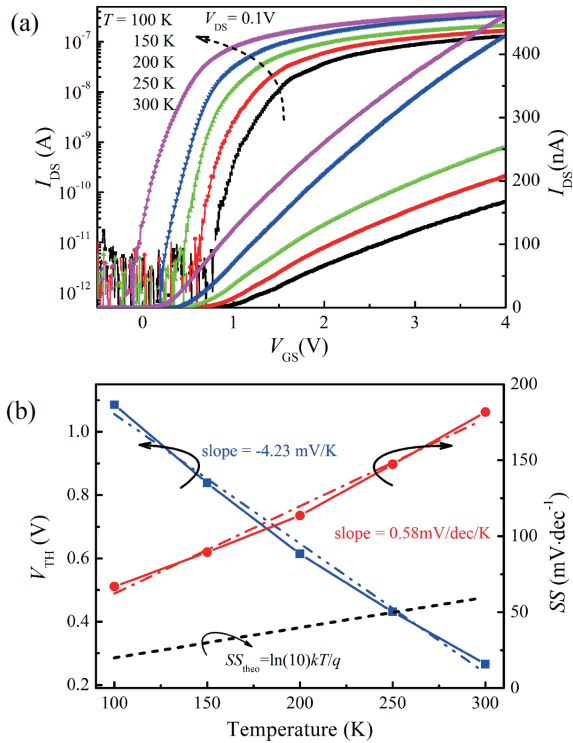 (a)
T = 100 K
150 K
200 K
250 K
300 K
V_DS = 0.1V
10^-7
10^-8
10^-9
10^-10
10^-11
10^-12
I_DS (A)
400
300
200
100
0
I_DS (nA)
0 1 2 3 4
V_GS(V)
(b)
1.0
0.8
0.6
0.4
0.2
V_TH (V)
slope = -4.23 mV/K
slope = 0.58mV/dec/K
SS_theo=ln(10)kT/q
200
150
100
50
0
SS (mV·dec^-1)
100 150 200 250 300
Temperature (K)